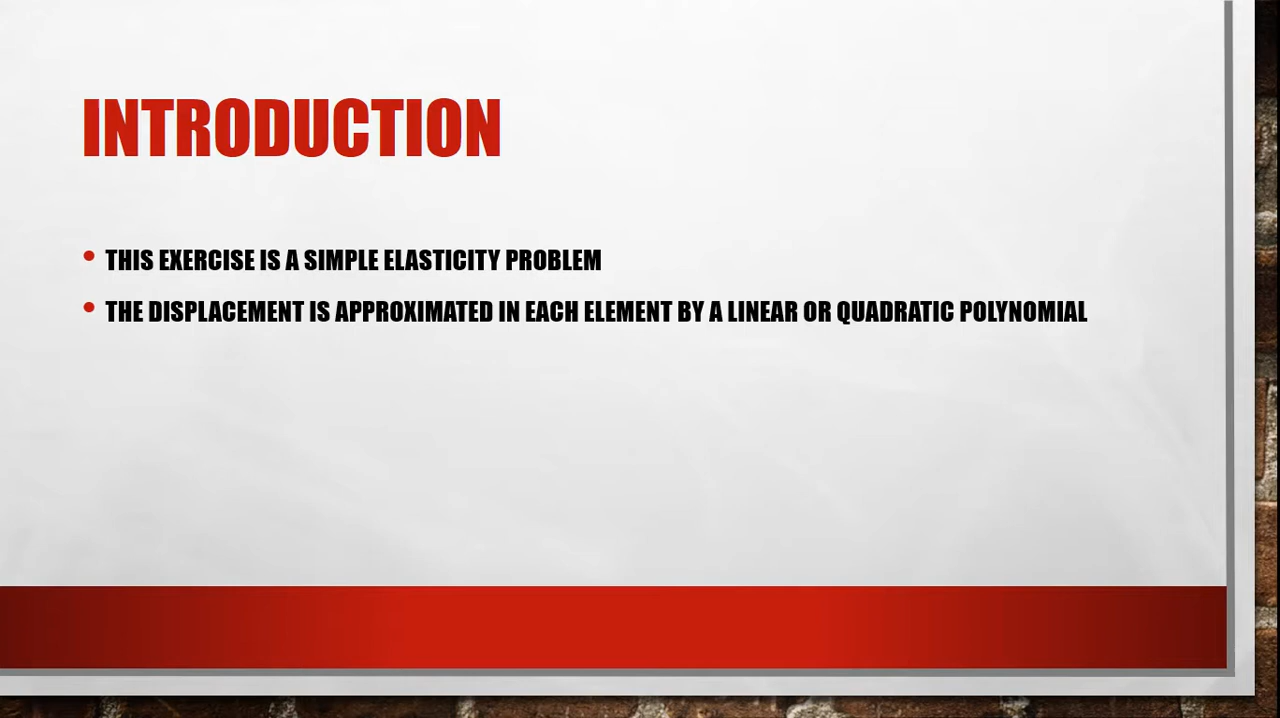 INTRODUCTION
• THIS EXERCISE IS A SIMPLE ELASTICITY PROBLEM
• THE DISPLACEMENT IS APPROXIMATED IN EACH ELEMENT BY A LINEAR OR QUADRATIC POLYNOMIAL